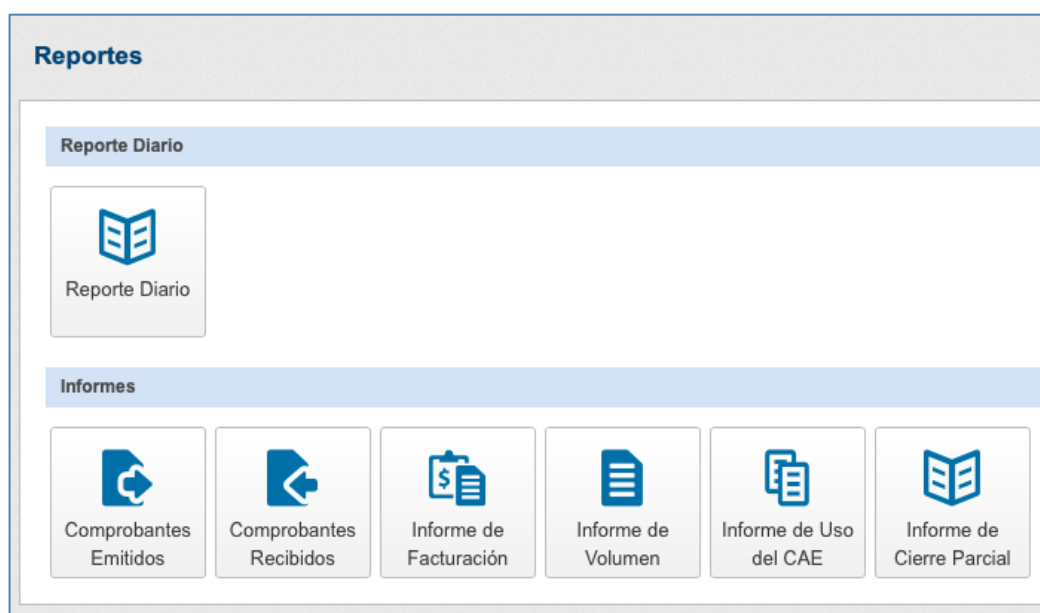 Reportes
Reporte Diario
Reporte Diario
Informes
Comprobantes
Emitidos
Comprobantes
Recibidos
Informe de
Facturación
Informe de
Volumen
Informe de Uso
del CAE
Informe de
Cierre Parcial